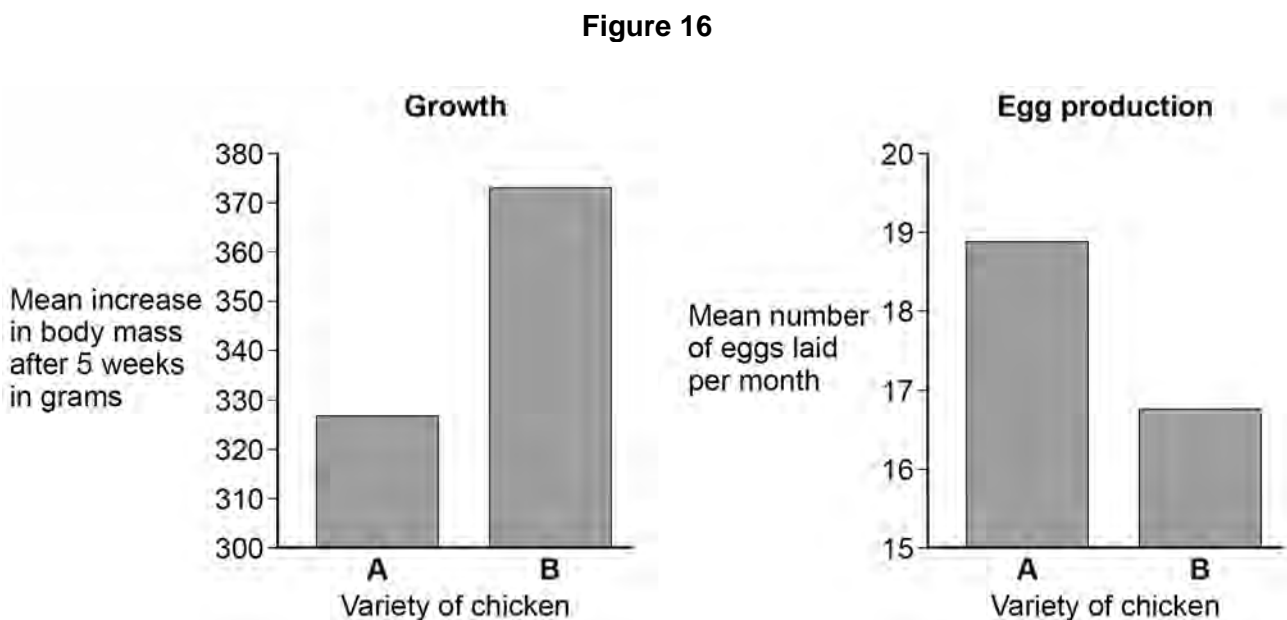 Figure 16
Growth
380
370
360
350
340
330
320
310
300
Mean increase
in body mass
after 5 weeks
in grams
A B
Variety of chicken
Egg production
20
19
18
17
16
15
Mean number
of eggs laid
per month
A B
Variety of chicken